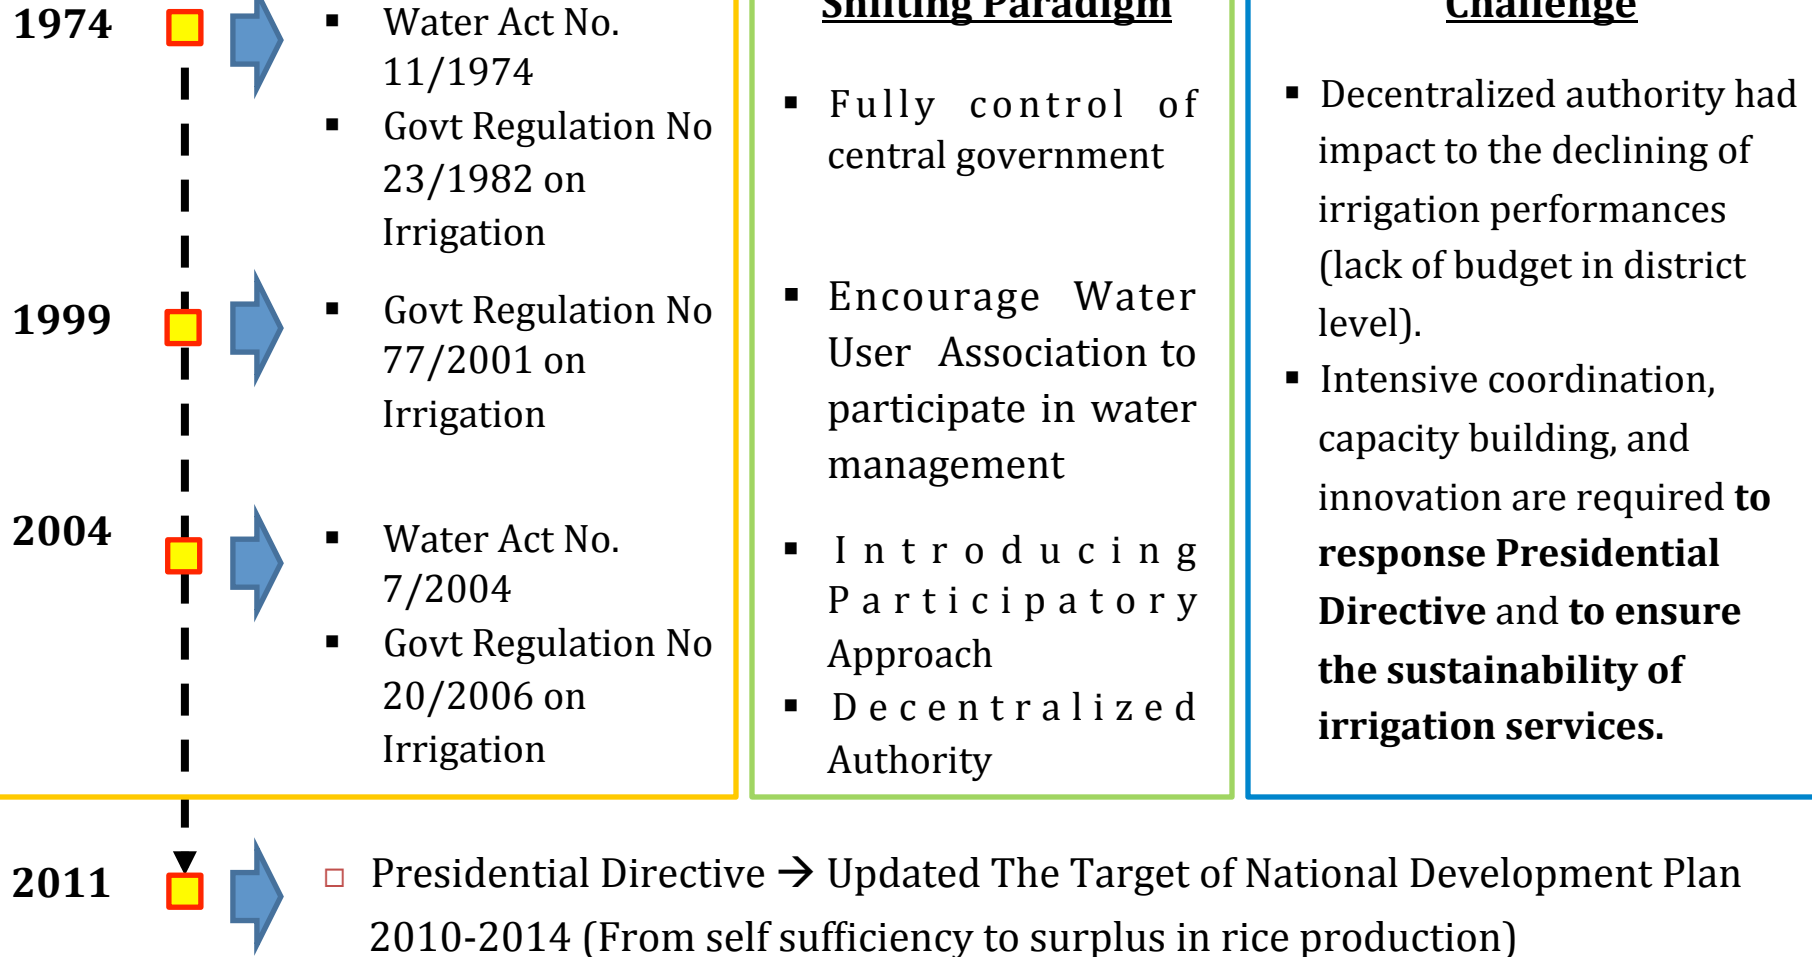 1974
▪ Water Act No.
11/1974
▪ Govt Regulation No
23/1982 on
Irrigation
1999
▪ Govt Regulation No
77/2001 on
Irrigation
2004
▪ Water Act No.
7/2004
▪ Govt Regulation No
20/2006 on
Irrigation
Shifting Paradigm
▪ Fully control of
central government
▪ Encourage Water
User Association to
participate in water
management
▪ Introducing
Participatory
Approach
▪ Decentralized
Authority
Challenge
▪ Decentralized authority had
impact to the declining of
irrigation performances
(lack of budget in district
level).
▪ Intensive coordination,
capacity building, and
innovation are required to
response Presidential
Directive and to ensure
the sustainability of
irrigation services.
2011
□ Presidential Directive → Updated The Target of National Development Plan
2010-2014 (From self sufficiency to surplus in rice production)